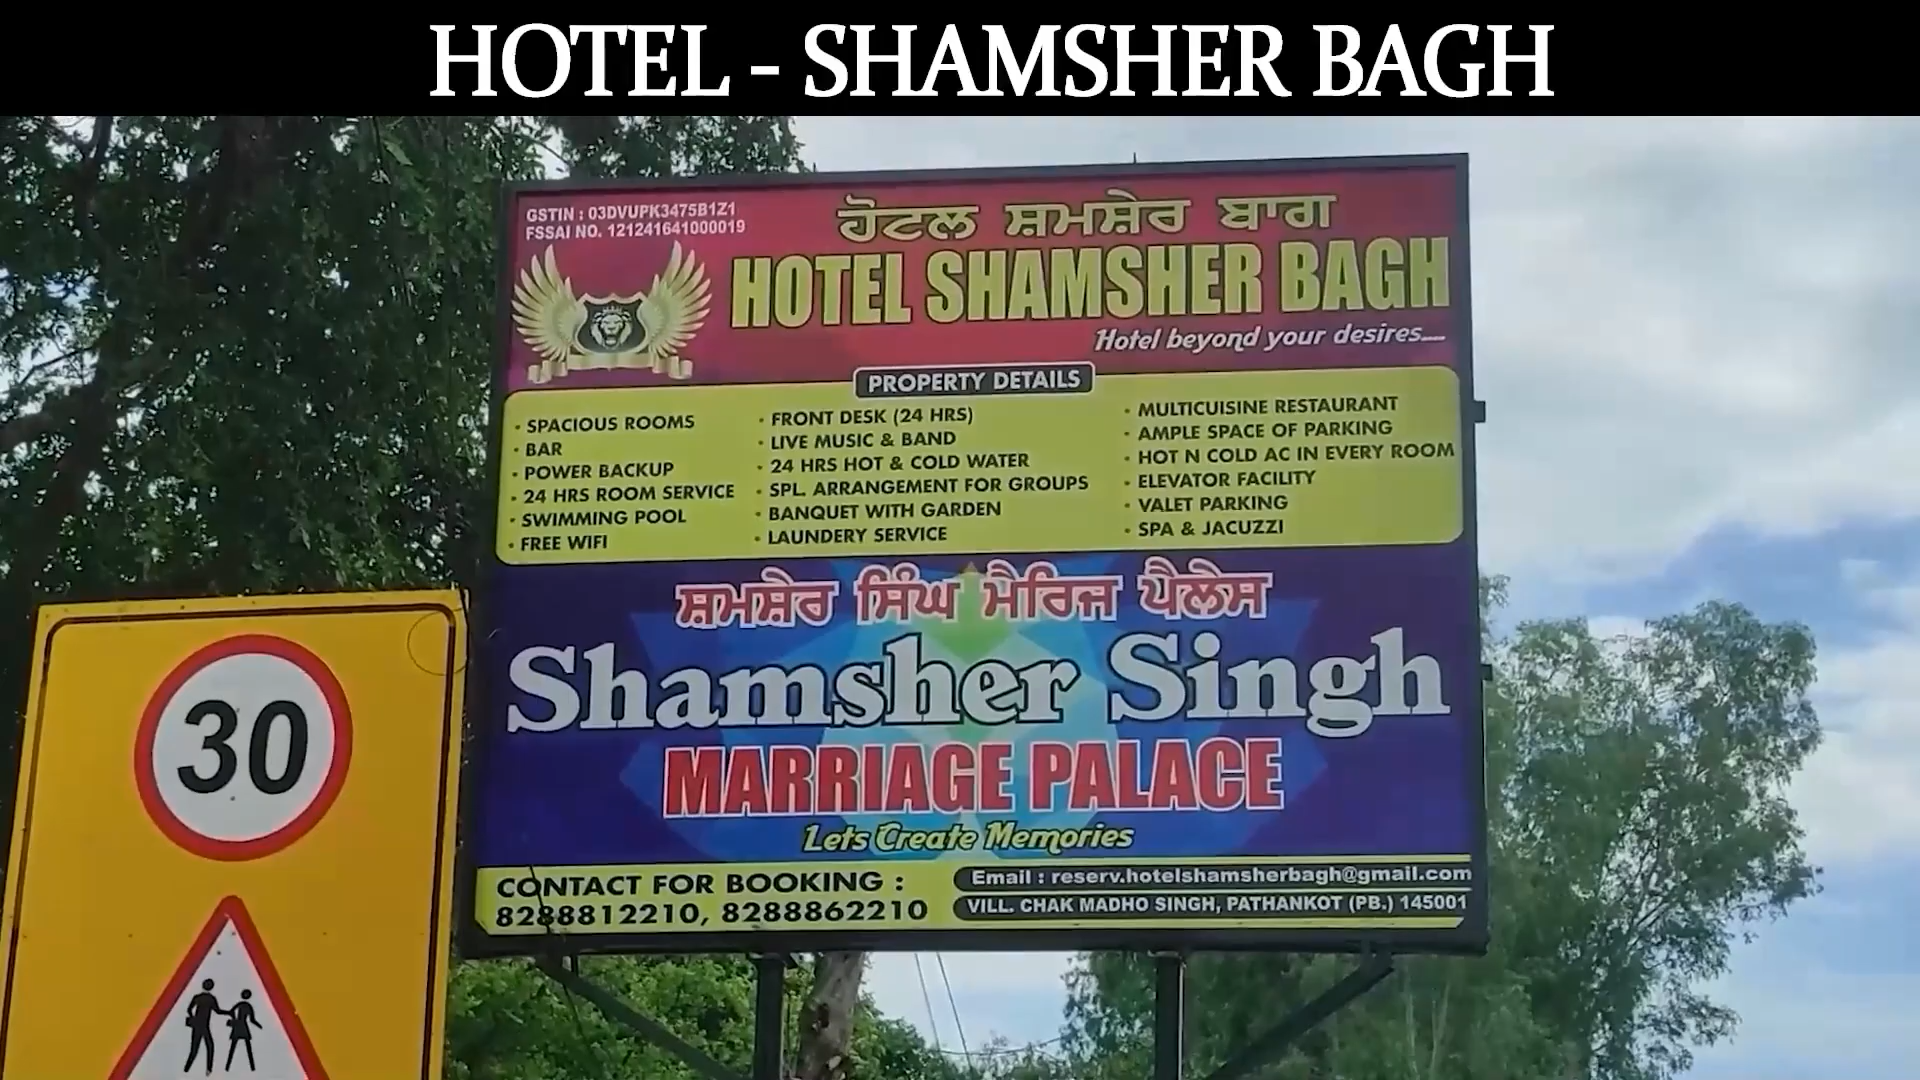 HOTEL - SHAMSHER BAGH
GSTIN : 03DVUPK3475B1Z1
FSSAI NO. 121241641000019
ਹੋਟਲ ਸ਼ਮਸ਼ੇਰ ਬਾਗ
HOTEL SHAMSHER BAGH
Hotel beyond your desires....
PROPERTY DETAILS
· SPACIOUS ROOMS
· BAR
· POWER BACKUP
· 24 HRS ROOM SERVICE
· SWIMMING POOL
· FREE WIFI
· FRONT DESK (24 HRS)
· LIVE MUSIC & BAND
· 24 HRS HOT & COLD WATER
· SPL. ARRANGEMENT FOR GROUPS
· BANQUET WITH GARDEN
· LAUNDERY SERVICE
· MULTICUISINE RESTAURANT
· AMPLE SPACE OF PARKING
· HOT N COLD AC IN EVERY ROOM
· ELEVATOR FACILITY
· VALET PARKING
· SPA & JACUZZI
ਸ਼ਮਸ਼ੇਰ ਸਿੰਘ ਮੈਰਿਜ ਪੈਲੇਸ
Shamsher Singh
MARRIAGE PALACE
Lets Create Memories
CONTACT FOR BOOKING :
8288812210, 8288862210
Email : reserv.hotelshamsherbagh@gmail.com
VILL. CHAK MADHO SINGH, PATHANKOT (PB.) 145001
30